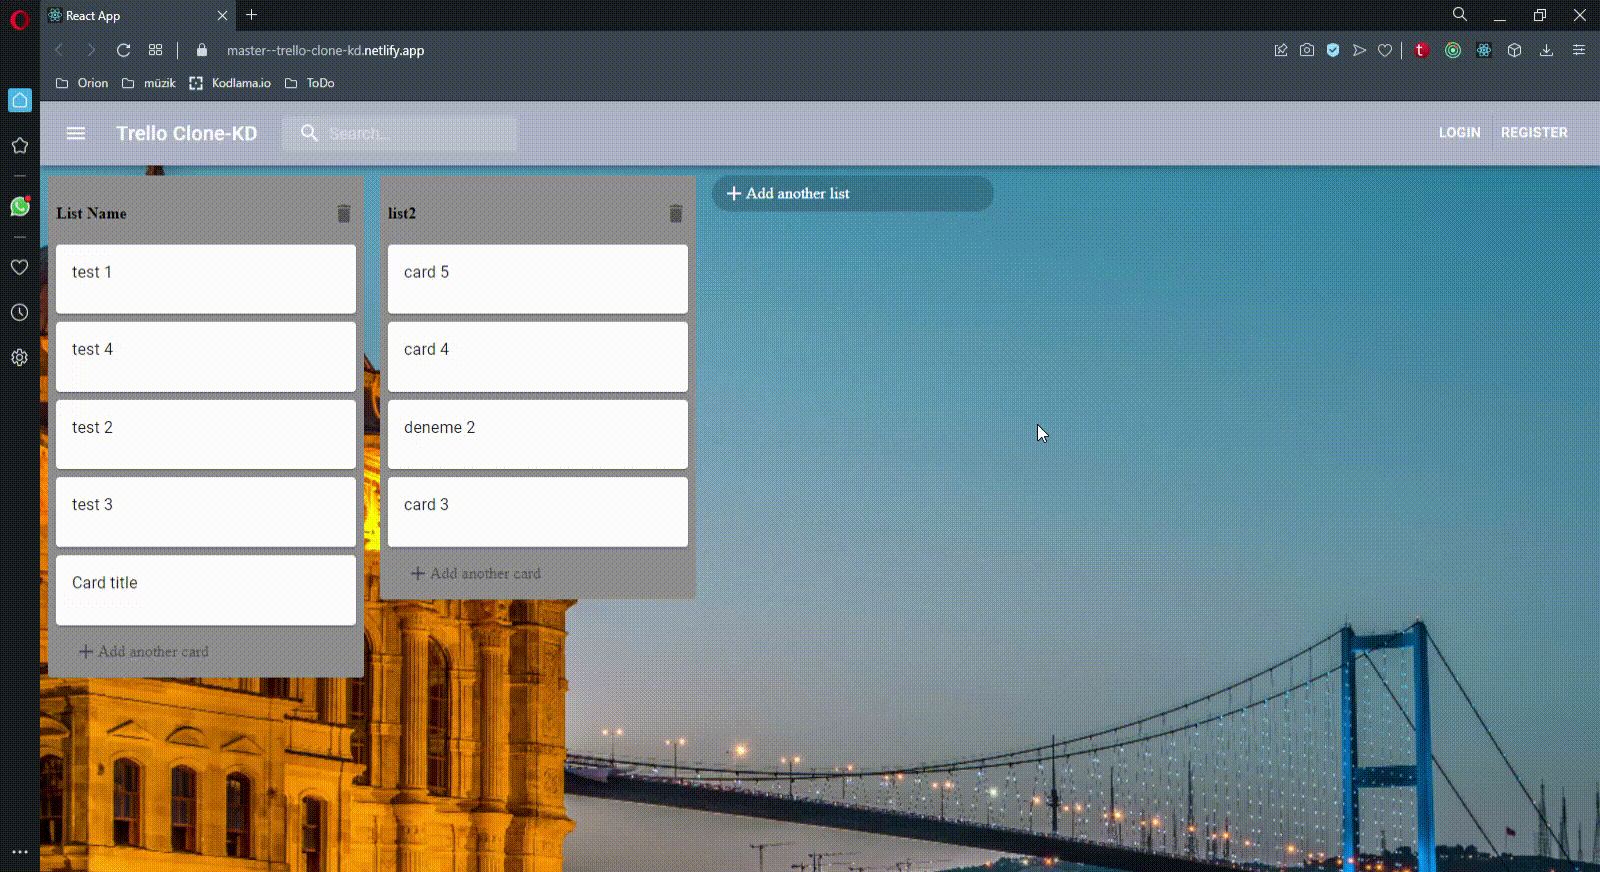 React App
master--trello-clone-kd.netlify.app
Orion müzik Kodlama.io ToDo
Trello Clone-KD Search... LOGIN REGISTER
List Name
test 1
test 4
test 2
test 3
Card title
Add another card
list2
card 5
card 4
deneme 2
card 3
Add another card
Add another list